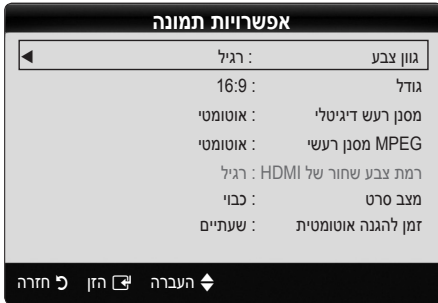 אפשרויות תמונה
גוון צבע : רגיל
גודל : 16:9
מסנן רעש דיגיטלי : אוטומטי
MPEG מסנן רעשי : אוטומטי
רמת צבע שחור של HDMI : רגיל
מצב סרט : כבוי
זמן להגנה אוטומטית : שעתיים
העברה הזן חזרה